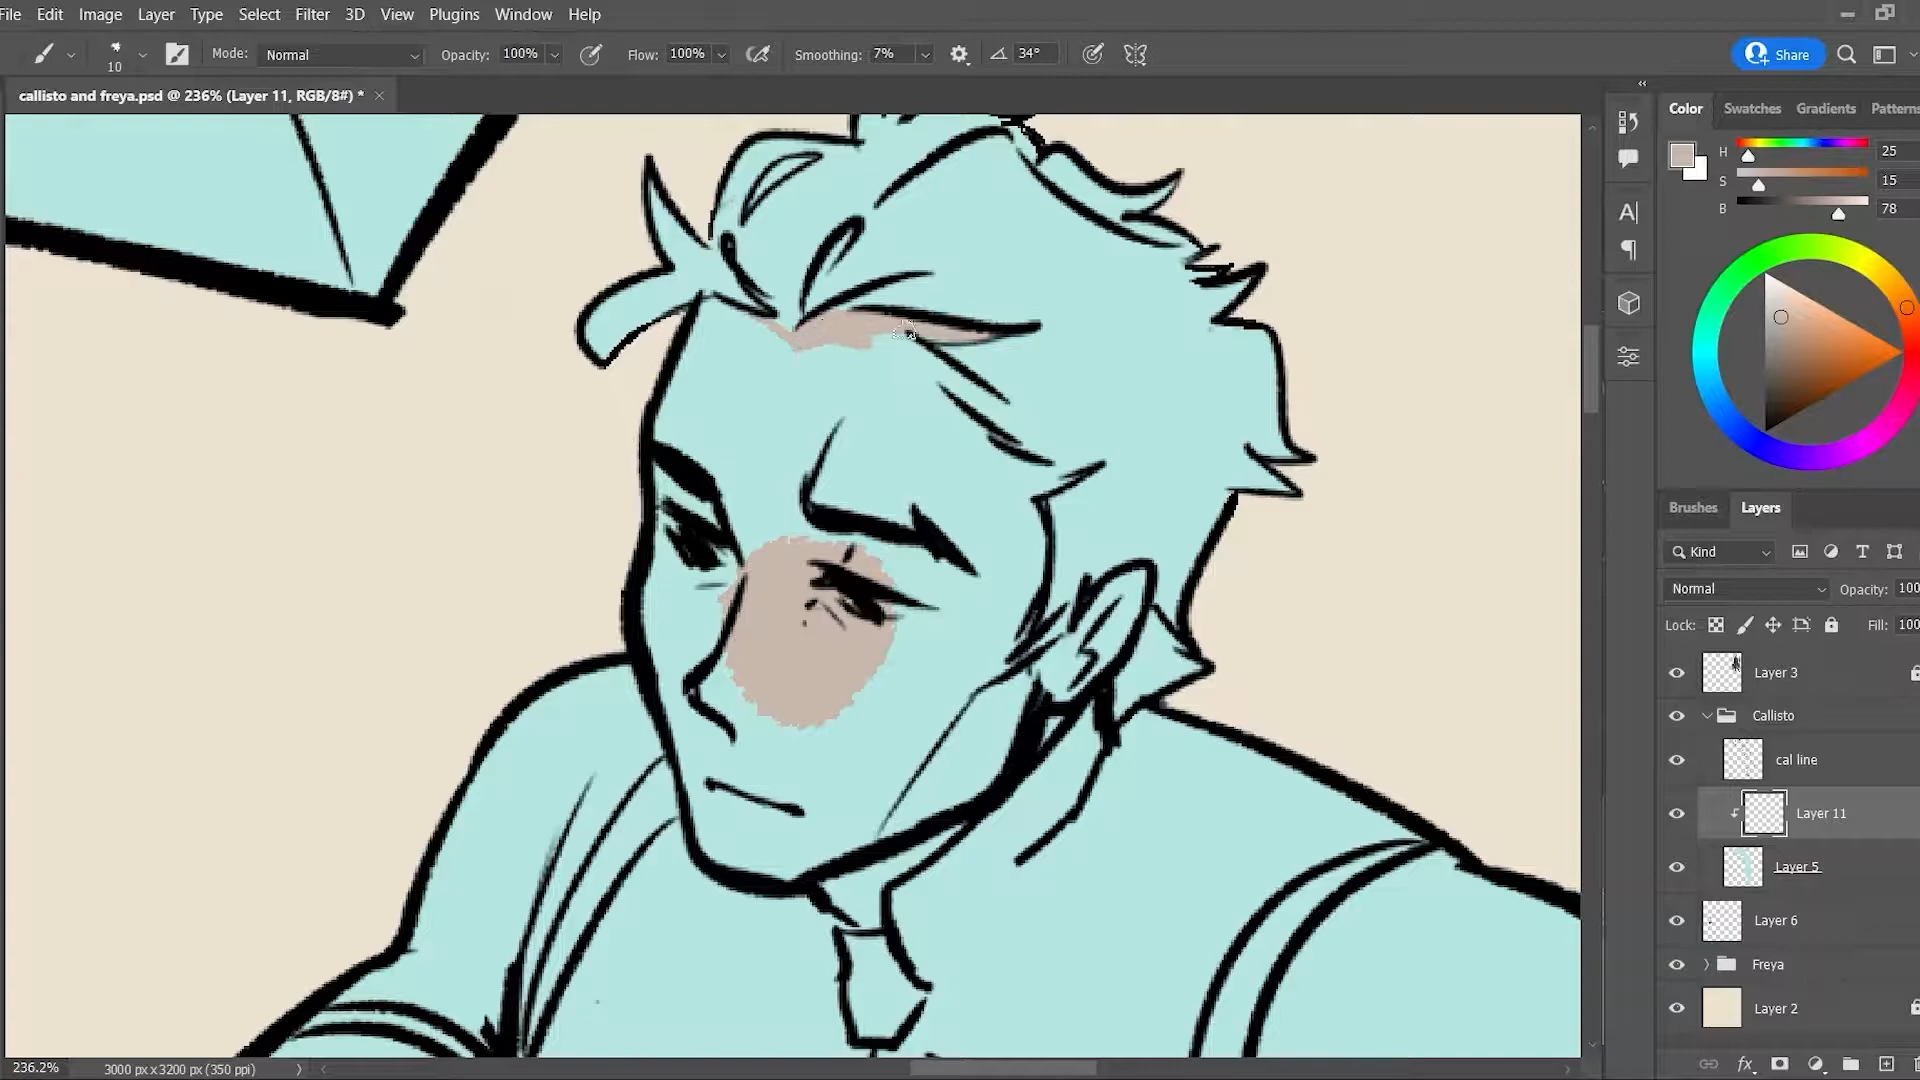 File Edit Image Layer Type Select Filter 3D View Plugins Window Help
10 Mode: Normal Opacity: 100% Flow: 100% Smoothing: 7% 34° Share
callisto and freya.psd @ 236% (Layer 11, RGB/8#) * ×
Color Swatches Gradients Patterns
H 25
S 15
B 78
Brushes Layers
Kind
Normal Opacity: 100
Lock: Fill: 100
Layer 3
Callisto
cal line
Layer 11
Layer 5
Layer 6
Freya
Layer 2
fx
236.2% 3000 px x 3200 px (350 ppi)